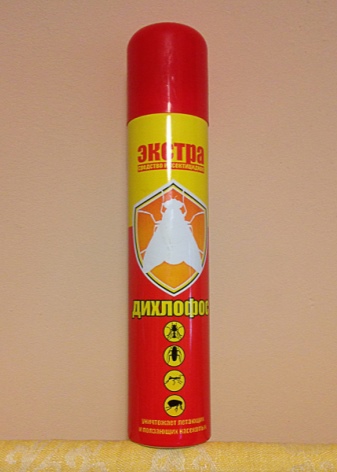 ЭКСТРА
СРЕДСТВО ИНСЕКТИЦИДНОЕ
ДИХЛОФОС
уничтожает летающих
и ползающих насекомых